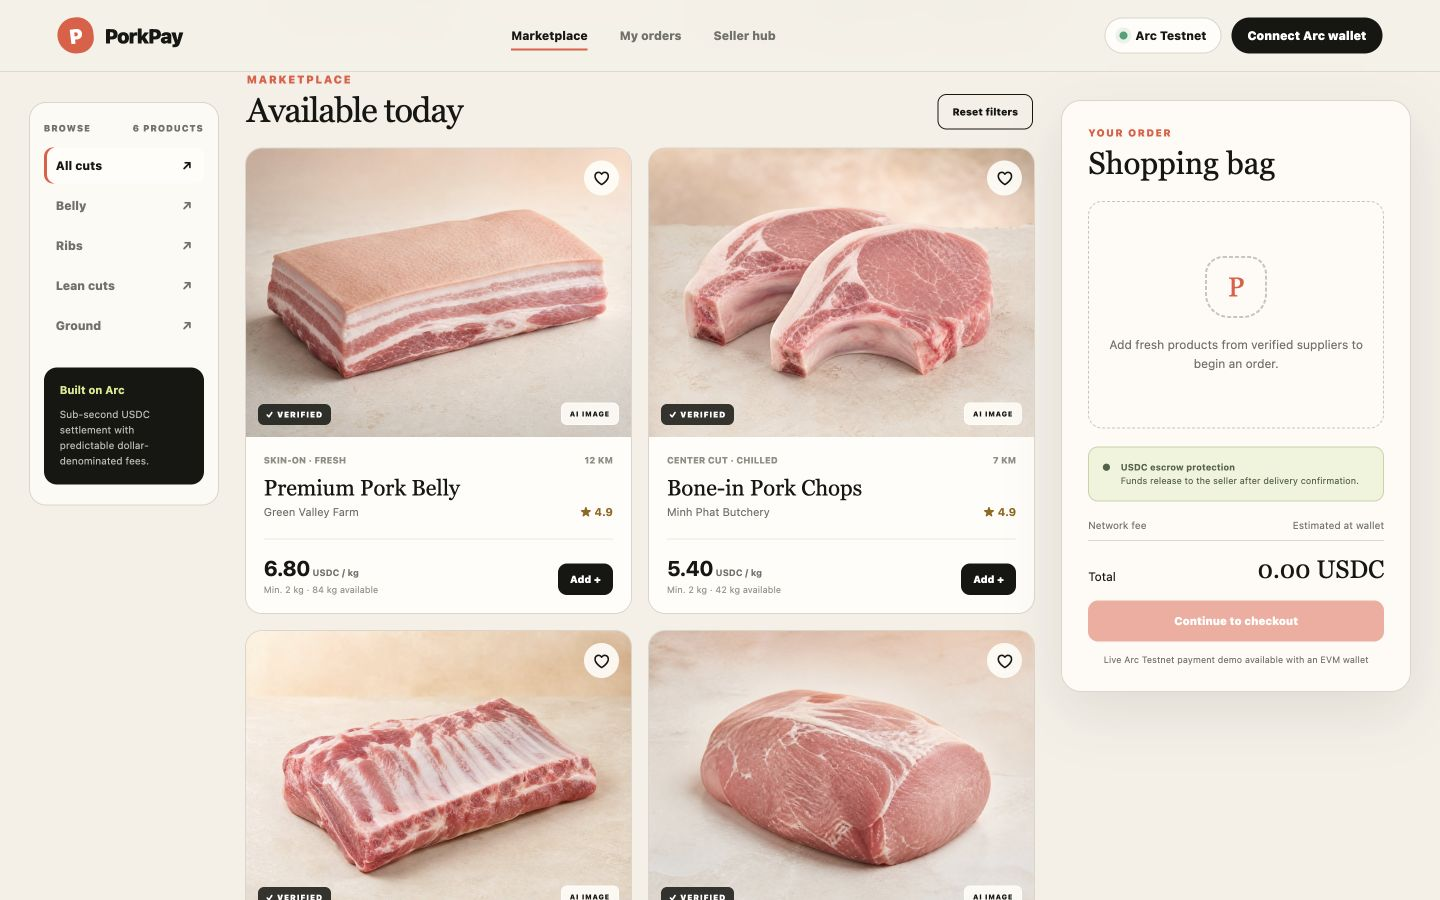 P PorkPay
Marketplace My orders Seller hub
Arc Testnet Connect Arc wallet
BROWSE 6 PRODUCTS
All cuts
Belly
Ribs
Lean cuts
Ground
Built on Arc
Sub-second USDC
settlement with
predictable dollar-
denominated fees.
MARKETPLACE
Available today
Reset filters
✓ VERIFIED AI IMAGE
SKIN-ON · FRESH 12 KM
Premium Pork Belly
Green Valley Farm ★ 4.9
6.80 USDC / kg
Min. 2 kg · 84 kg available
Add +
✓ VERIFIED AI IMAGE
CENTER CUT · CHILLED 7 KM
Bone-in Pork Chops
Minh Phat Butchery ★ 4.9
5.40 USDC / kg
Min. 2 kg · 42 kg available
Add +
✓ VERIFIED AI IMAGE
✓ VERIFIED AI IMAGE
YOUR ORDER
Shopping bag
P
Add fresh products from verified suppliers to
begin an order.
USDC escrow protection
Funds release to the seller after delivery confirmation.
Network fee Estimated at wallet
Total 0.00 USDC
Continue to checkout
Live Arc Testnet payment demo available with an EVM wallet